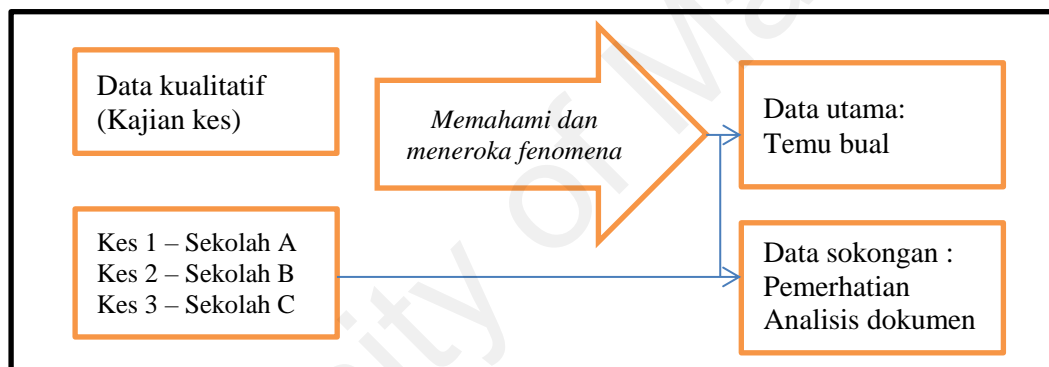 Data kualitatif
(Kajian kes)
Memahami dan
meneroka fenomena
Data utama:
Temu bual
Kes 1 – Sekolah A
Kes 2 – Sekolah B
Kes 3 – Sekolah C
Data sokongan :
Pemerhatian
Analisis dokumen